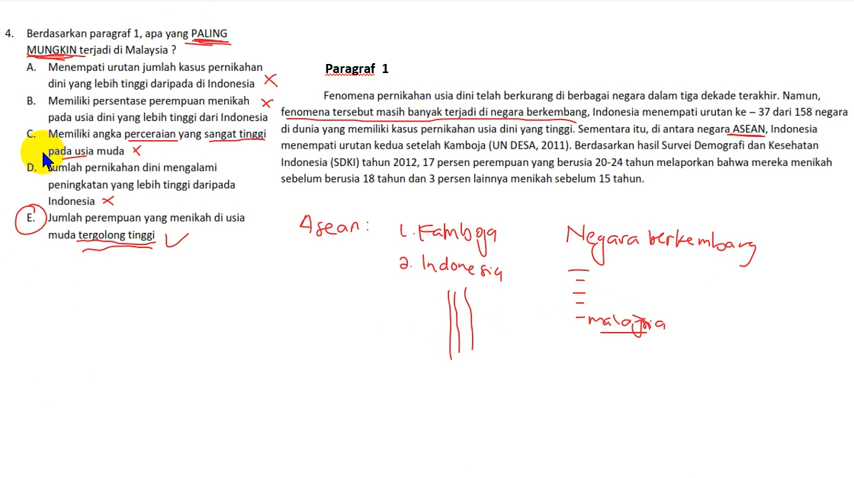 4. Berdasarkan paragraf 1, apa yang PALING
MUNGKIN terjadi di Malaysia ?
A. Menempati urutan jumlah kasus pernikahan
dini yang lebih tinggi daripada di Indonesia
B. Memiliki persentase perempuan menikah
pada usia dini yang lebih tinggi dari Indonesia
C. Memiliki angka perceraian yang sangat tinggi
pada usia muda
D. Jumlah pernikahan dini mengalami
peningkatan yang lebih tinggi daripada
Indonesia
E. Jumlah perempuan yang menikah di usia
muda tergolong tinggi
Paragraf 1
Fenomena pernikahan usia dini telah berkurang di berbagai negara dalam tiga dekade terakhir. Namun,
fenomena tersebut masih banyak terjadi di negara berkembang, Indonesia menempati urutan ke – 37 dari 158 negara
di dunia yang memiliki kasus pernikahan usia dini yang tinggi. Sementara itu, di antara negara ASEAN, Indonesia
menempati urutan kedua setelah Kamboja (UN DESA, 2011). Berdasarkan hasil Survei Demografi dan Kesehatan
Indonesia (SDKI) tahun 2012, 17 persen perempuan yang berusia 20-24 tahun melaporkan bahwa mereka menikah
sebelum berusia 18 tahun dan 3 persen lainnya menikah sebelum 15 tahun.
Asean: 1. Kamboja
2. Indonesia
Negara berkembang
- malaysia